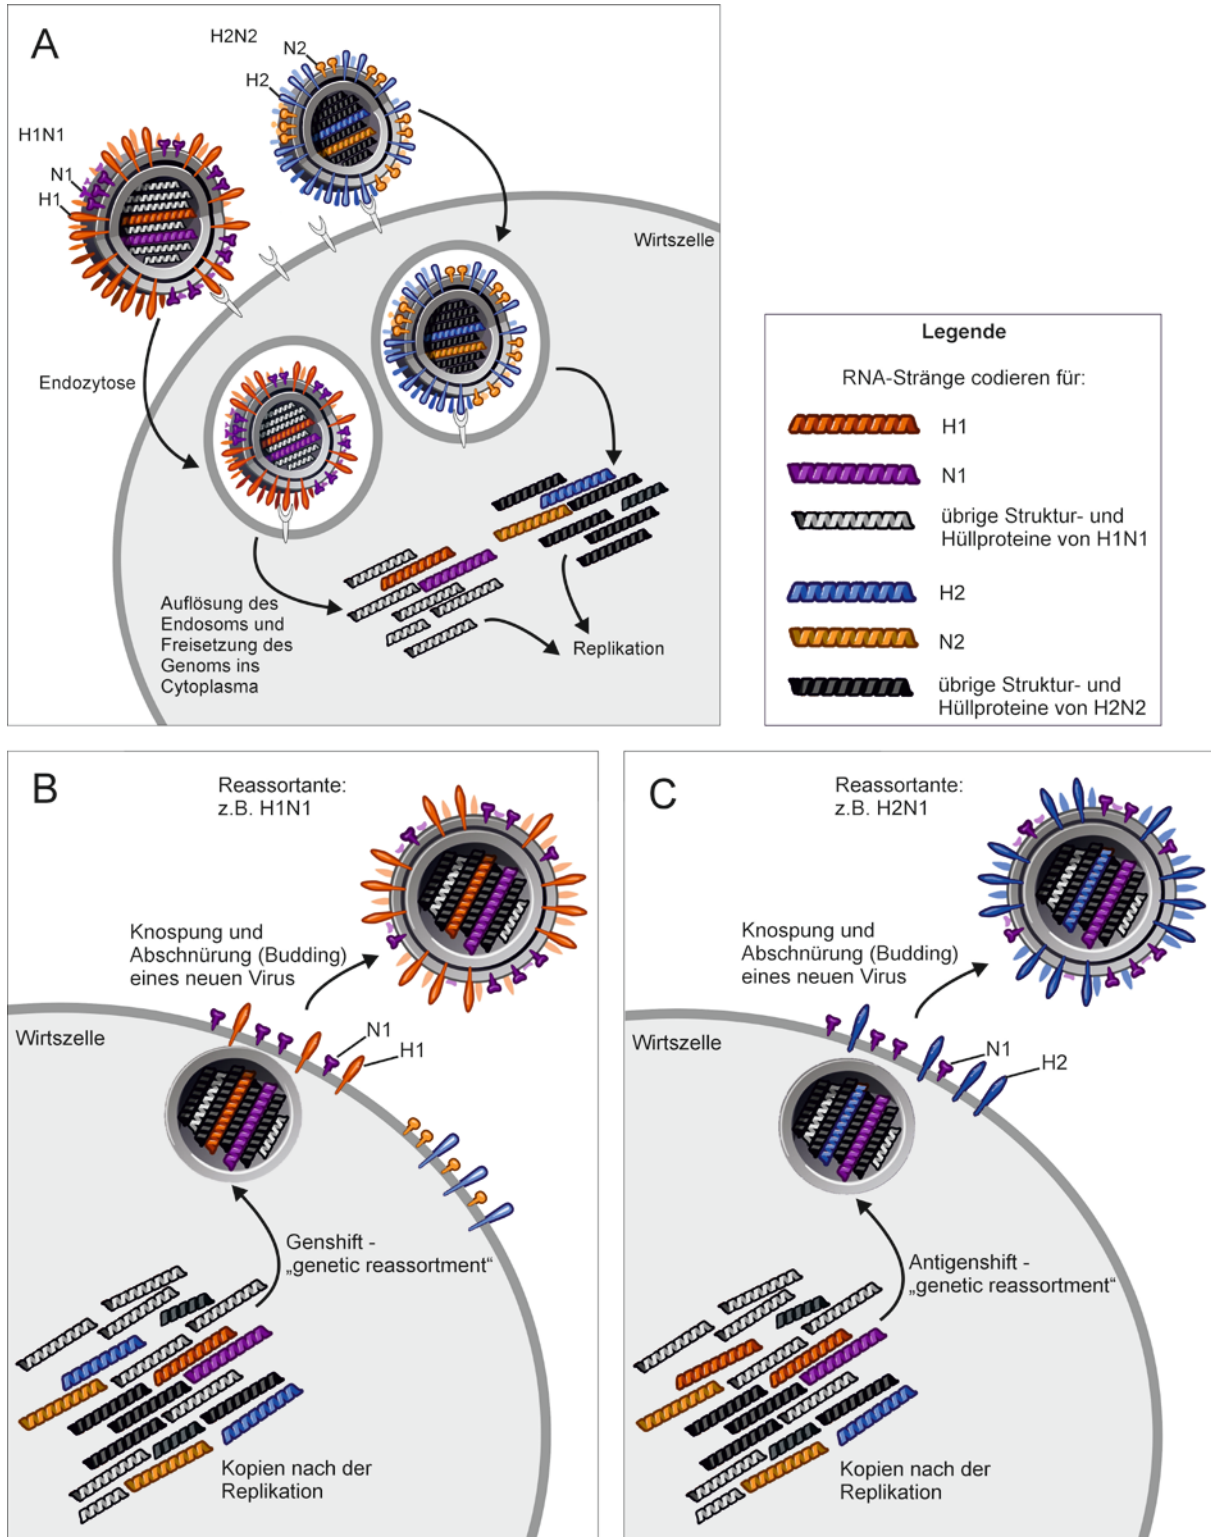 A
H2N2
N2
H2
H1N1
N1
H1
Wirtszelle
Endozytose
Auflösung des
Endosoms und
Freisetzung des
Genoms ins
Cytoplasma
Replikation
Legende
RNA-Stränge codieren für:
H1
N1
übrige Struktur- und
Hüllproteine von H1N1
H2
N2
übrige Struktur- und
Hüllproteine von H2N2
B
Reassortante:
z.B. H1N1
Knospung und
Abschnürung (Budding)
eines neuen Virus
Wirtszelle
N1
H1
Genshift -
„genetic reassortment“
Kopien nach der
Replikation
C
Reassortante:
z.B. H2N1
Knospung und
Abschnürung (Budding)
eines neuen Virus
Wirtszelle
N1
H2
Antigenshift -
„genetic reassortment“
Kopien nach der
Replikation